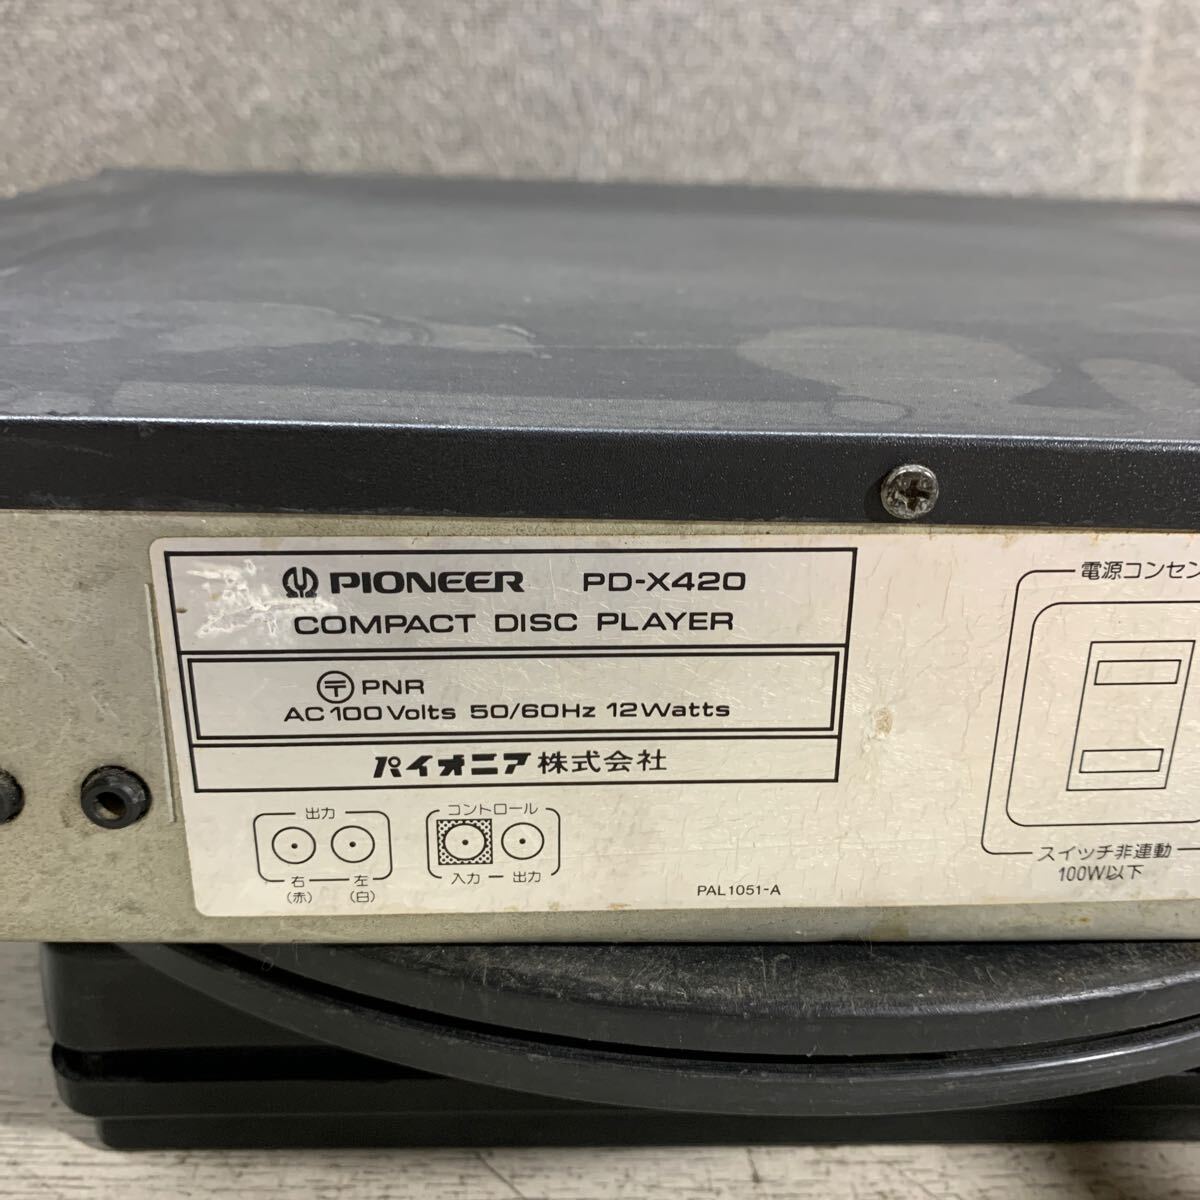 PIONEER PD-X420
COMPACT DISC PLAYER
〒 PNR
AC 100 Volts 50/60Hz 12Watts
パイオニア株式会社
出力
右 左
(赤) (白)
コントロール
入力 ー 出力
PAL1051-A
電源コンセン
スイッチ非連動
100W以下